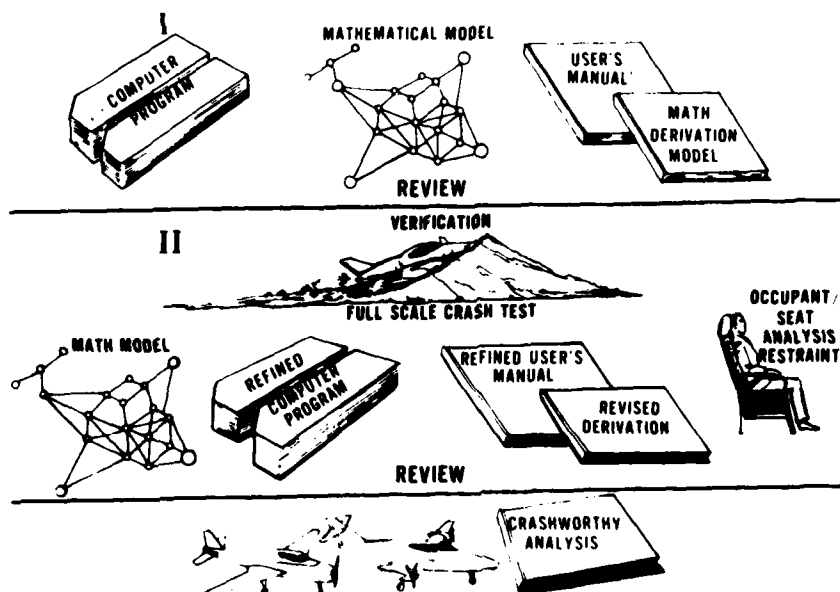 I
COMPUTER
PROGRAM
MATHEMATICAL MODEL
USER'S
MANUAL
MATH
DERIVATION
MODEL
REVIEW
II
VERIFICATION
FULL SCALE CRASH TEST
MATH MODEL
REFINED
COMPUTER
PROGRAM
REFINED USER'S
MANUAL
REVISED
DERIVATION
OCCUPANT/
SEAT
ANALYSIS
RESTRAINT
REVIEW
CRASHWORTHY
ANALYSIS